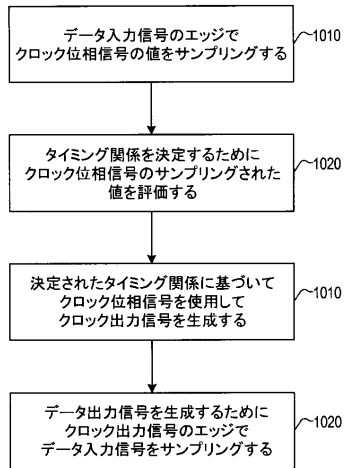 データ入力信号のエッジで
クロック位相信号の値をサンプリングする
1010
タイミング関係を決定するために
クロック位相信号のサンプリングされた
値を評価する
1020
決定されたタイミング関係に基づいて
クロック位相信号を使用して
クロック出力信号を生成する
1010
データ出力信号を生成するために
クロック出力信号のエッジで
データ入力信号をサンプリングする
1020